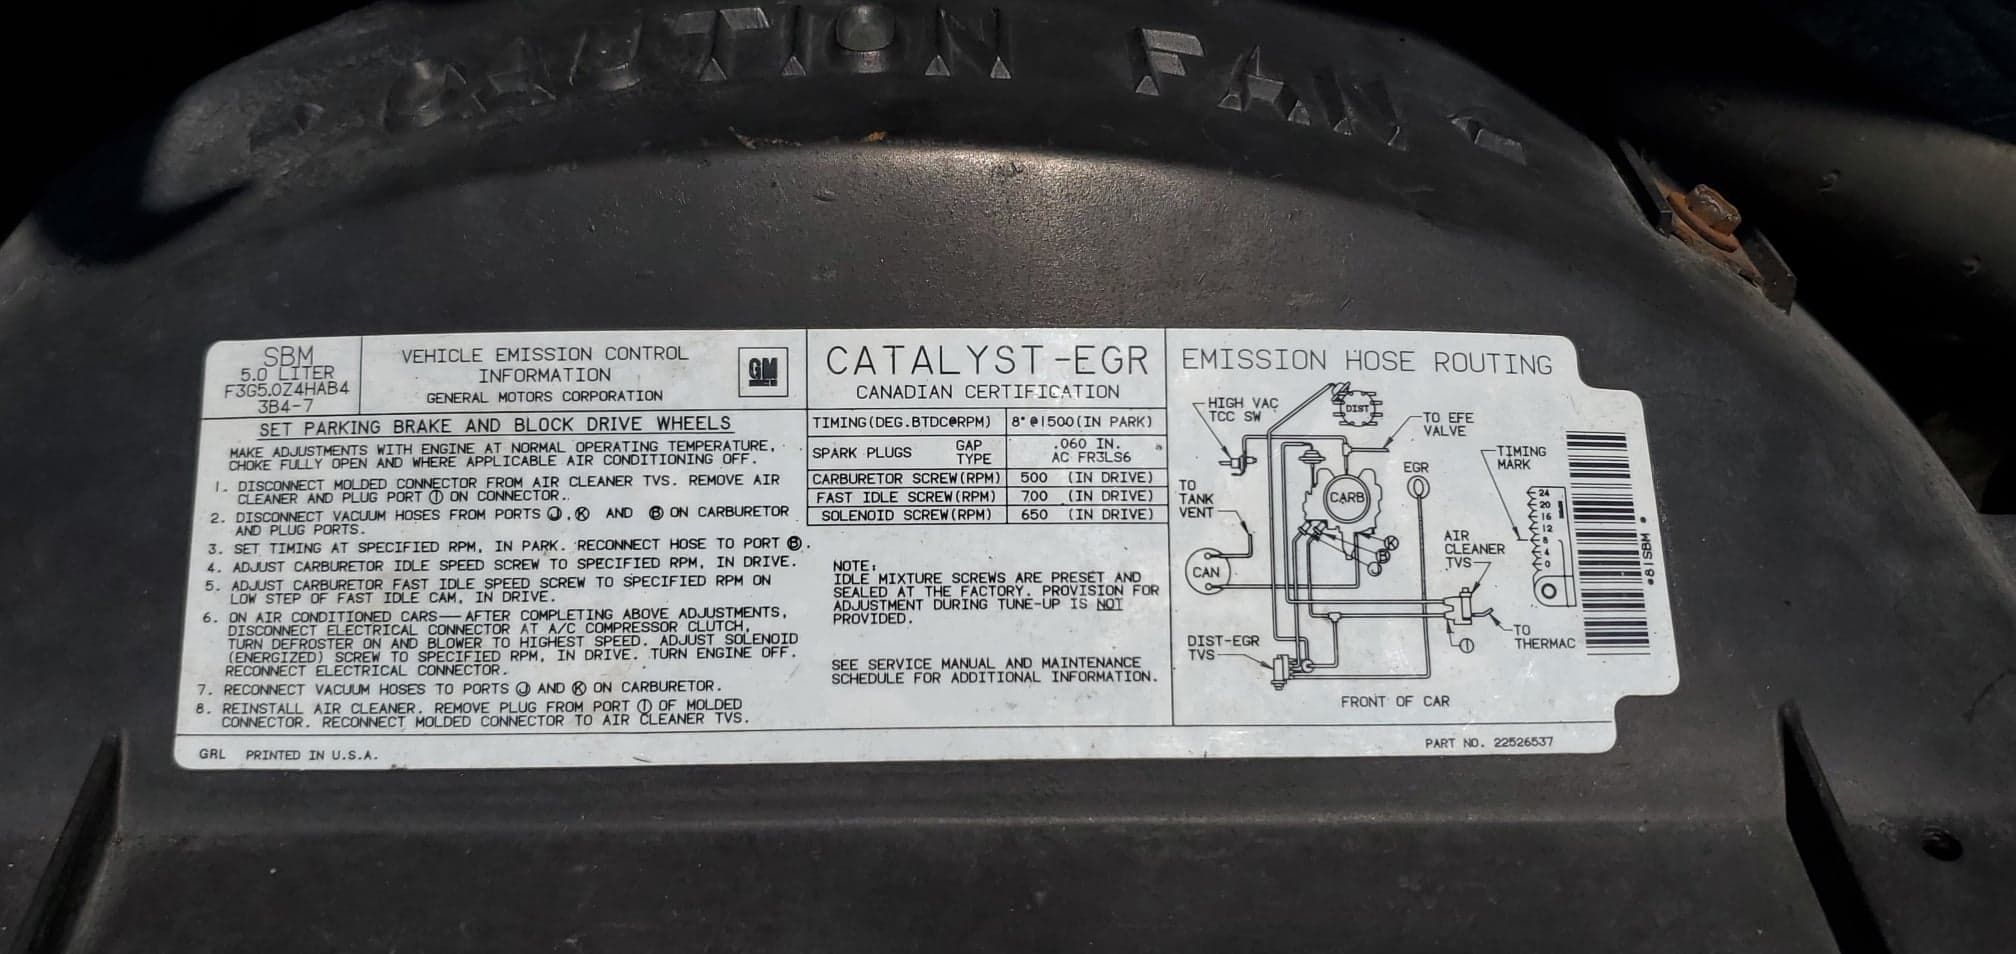 CAUTION FAN
SBM
5.0 LITER
F3G5.0Z4HAB4
3B4-7
VEHICLE EMISSION CONTROL
INFORMATION
GENERAL MOTORS CORPORATION
GM
SET PARKING BRAKE AND BLOCK DRIVE WHEELS
MAKE ADJUSTMENTS WITH ENGINE AT NORMAL OPERATING TEMPERATURE,
CHOKE FULLY OPEN AND WHERE APPLICABLE AIR CONDITIONING OFF.
1. DISCONNECT MOLDED CONNECTOR FROM AIR CLEANER TVS. REMOVE AIR
CLEANER AND PLUG PORT Ⓘ ON CONNECTOR.
2. DISCONNECT VACUUM HOSES FROM PORTS Ⓙ, Ⓚ AND Ⓑ ON CARBURETOR
AND PLUG PORTS.
3. SET TIMING AT SPECIFIED RPM, IN PARK. RECONNECT HOSE TO PORT Ⓑ.
4. ADJUST CARBURETOR IDLE SPEED SCREW TO SPECIFIED RPM, IN DRIVE.
5. ADJUST CARBURETOR FAST IDLE SPEED SCREW TO SPECIFIED RPM ON
LOW STEP OF FAST IDLE CAM, IN DRIVE.
6. ON AIR CONDITIONED CARS—AFTER COMPLETING ABOVE ADJUSTMENTS,
DISCONNECT ELECTRICAL CONNECTOR AT A/C COMPRESSOR CLUTCH,
TURN DEFROSTER ON AND BLOWER TO HIGHEST SPEED. ADJUST SOLENOID
(ENERGIZED) SCREW TO SPECIFIED RPM, IN DRIVE. TURN ENGINE OFF.
RECONNECT ELECTRICAL CONNECTOR.
7. RECONNECT VACUUM HOSES TO PORTS Ⓙ AND Ⓚ ON CARBURETOR.
8. REINSTALL AIR CLEANER. REMOVE PLUG FROM PORT Ⓘ OF MOLDED
CONNECTOR. RECONNECT MOLDED CONNECTOR TO AIR CLEANER TVS.
GRL PRINTED IN U.S.A.
CATALYST-EGR
CANADIAN CERTIFICATION
TIMING(DEG.BTDC@RPM) 8°@1500(IN PARK)
SPARK PLUGS GAP .060 IN.
TYPE AC FR3LS6
CARBURETOR SCREW(RPM) 500 (IN DRIVE)
FAST IDLE SCREW(RPM) 700 (IN DRIVE)
SOLENOID SCREW(RPM) 650 (IN DRIVE)
NOTE:
IDLE MIXTURE SCREWS ARE PRESET AND
SEALED AT THE FACTORY. PROVISION FOR
ADJUSTMENT DURING TUNE-UP IS NOT
PROVIDED.
SEE SERVICE MANUAL AND MAINTENANCE
SCHEDULE FOR ADDITIONAL INFORMATION.
EMISSION HOSE ROUTING
HIGH VAC
TCC SW
DIST
TO EFE
VALVE
EGR
TIMING
MARK
TO
TANK
VENT
CARB
24
20
16
12
8
4
0
K
B
J
AIR
CLEANER
TVS
CAN
DIST-EGR
TVS
I
TO
THERMAC
FRONT OF CAR
*81SBM *
PART NO. 22526537